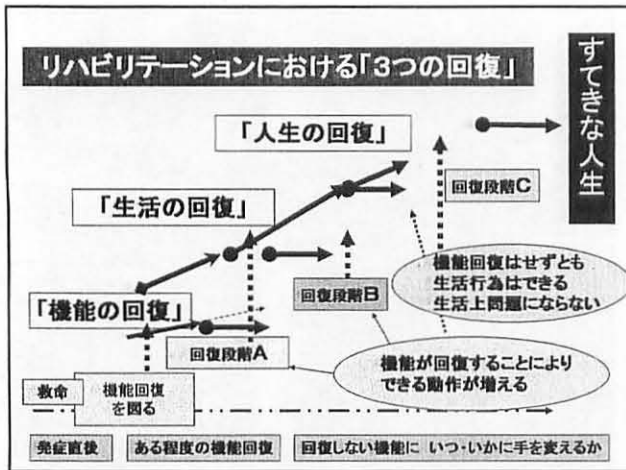 リハビリテーションにおける「3つの回復」
すてきな人生
「人生の回復」
回復段階C
「生活の回復」
機能回復はせずとも
生活行為はできる
生活上問題にならない
「機能の回復」
回復段階B
回復段階A
機能が回復することにより
できる動作が増える
救命
機能回復
を図る
発症直後
ある程度の機能回復
回復しない機能に いつ・いかに手を変えるか